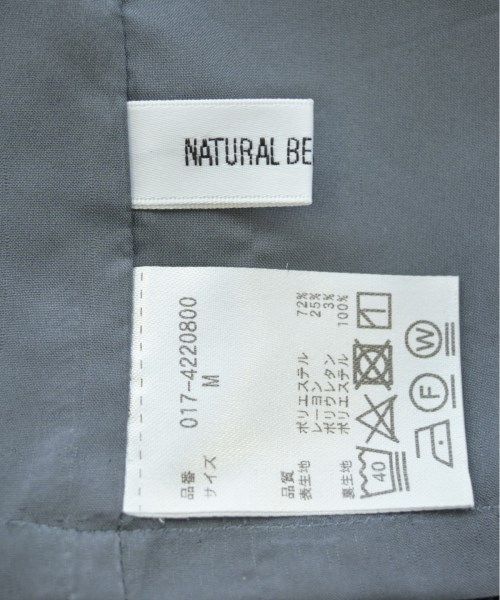 NATURAL BE
品番 017-4220800
サイズ M
品質
表生地 ポリエステル 72%
レーヨン 25%
ポリウレタン 3%
裏生地 ポリエステル 100%
40
F
W